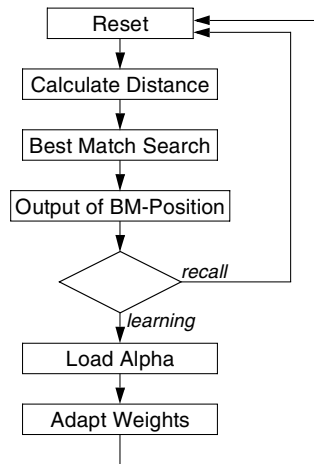 Reset
Calculate Distance
Best Match Search
Output of BM-Position
recall
learning
Load Alpha
Adapt Weights